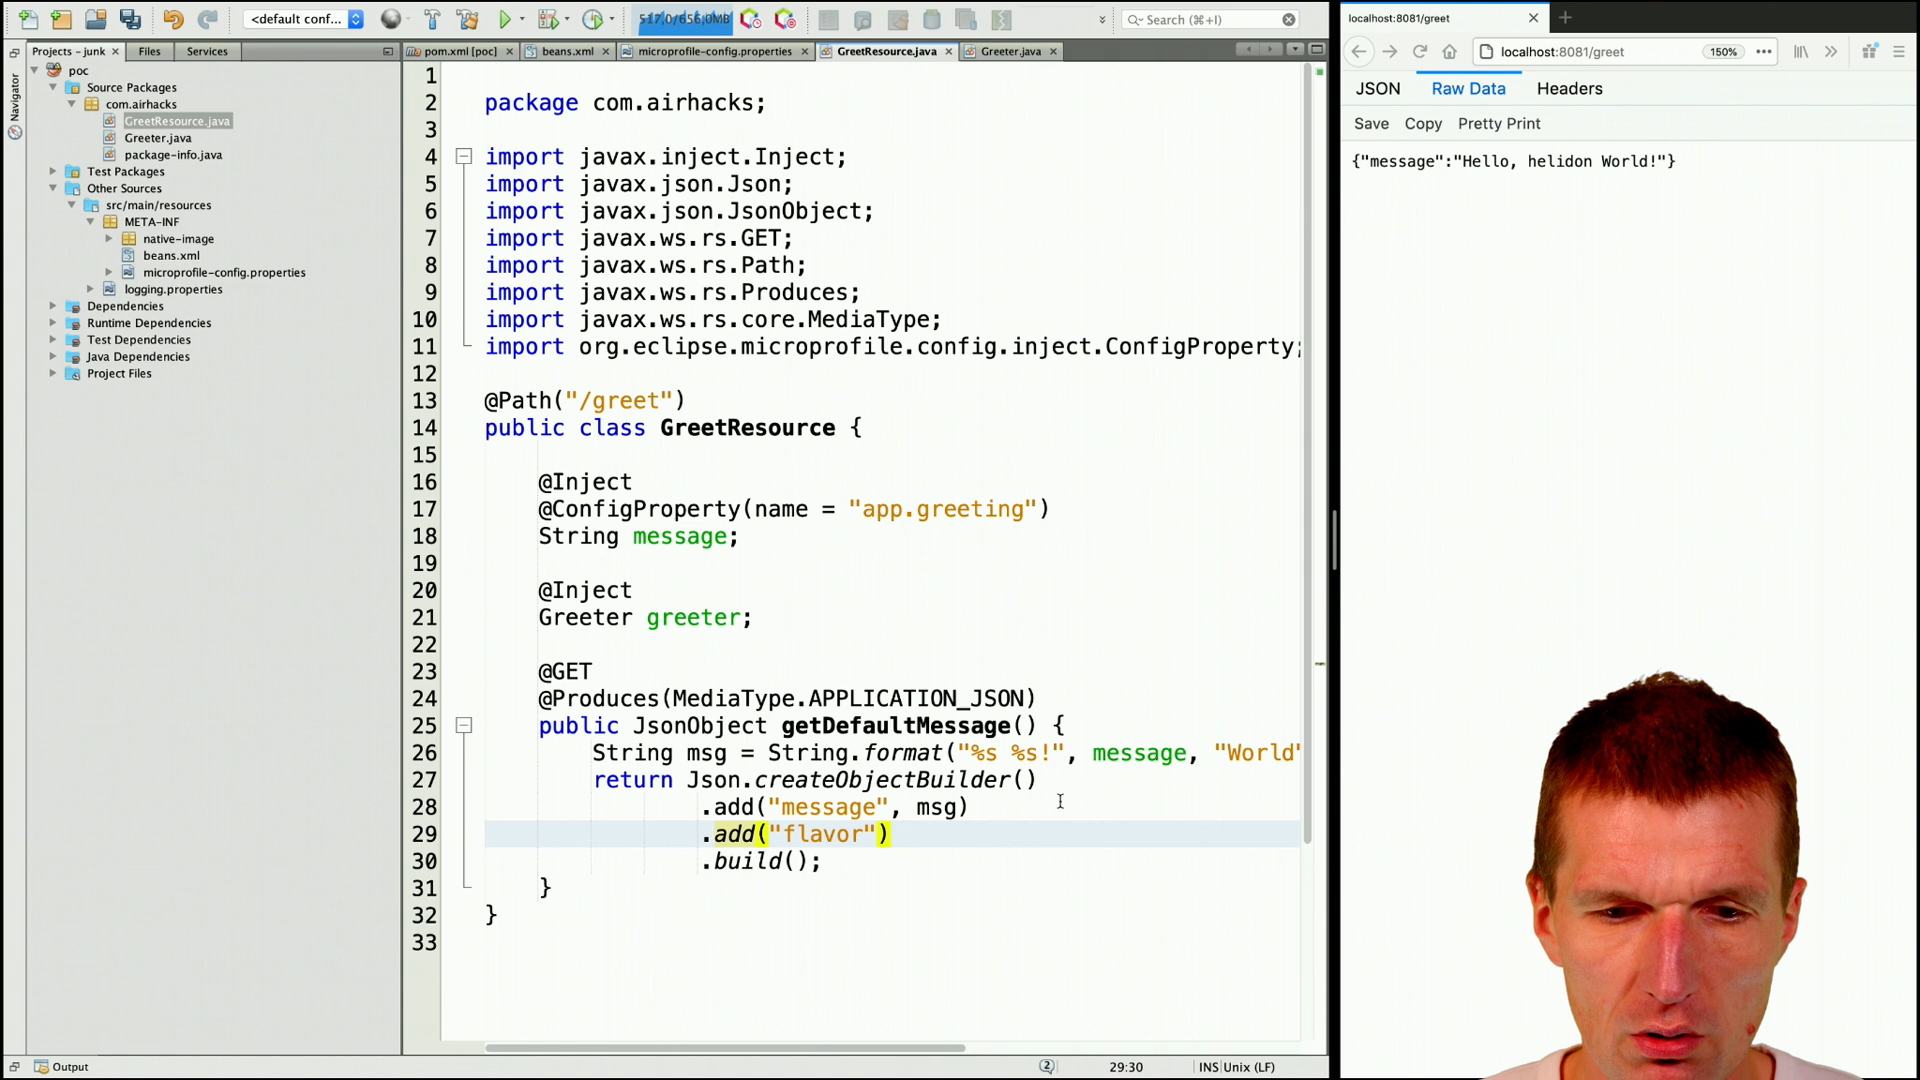 <default conf...
517,0/656,0MB
Search (⌘+I)
Projects – junk
Files
Services
Navigator
poc
Source Packages
com.airhacks
GreetResource.java
Greeter.java
package-info.java
Test Packages
Other Sources
src/main/resources
META-INF
native-image
beans.xml
microprofile-config.properties
logging.properties
Dependencies
Runtime Dependencies
Test Dependencies
Java Dependencies
Project Files
pom.xml [poc]
beans.xml
microprofile-config.properties
GreetResource.java
Greeter.java
1
2 package com.airhacks;
3
4 import javax.inject.Inject;
5 import javax.json.Json;
6 import javax.json.JsonObject;
7 import javax.ws.rs.GET;
8 import javax.ws.rs.Path;
9 import javax.ws.rs.Produces;
10 import javax.ws.rs.core.MediaType;
11 import org.eclipse.microprofile.config.inject.ConfigProperty;
12
13 @Path("/greet")
14 public class GreetResource {
15
16 @Inject
17 @ConfigProperty(name = "app.greeting")
18 String message;
19
20 @Inject
21 Greeter greeter;
22
23 @GET
24 @Produces(MediaType.APPLICATION_JSON)
25 public JsonObject getDefaultMessage() {
26 String msg = String.format("%s %s!", message, "World"
27 return Json.createObjectBuilder()
28 .add("message", msg)
29 .add("flavor")
30 .build();
31 }
32 }
33
Output
2
29:30
INS Unix (LF)
localhost:8081/greet
localhost:8081/greet
150%
JSON
Raw Data
Headers
Save
Copy
Pretty Print
{"message":"Hello, helidon World!"}